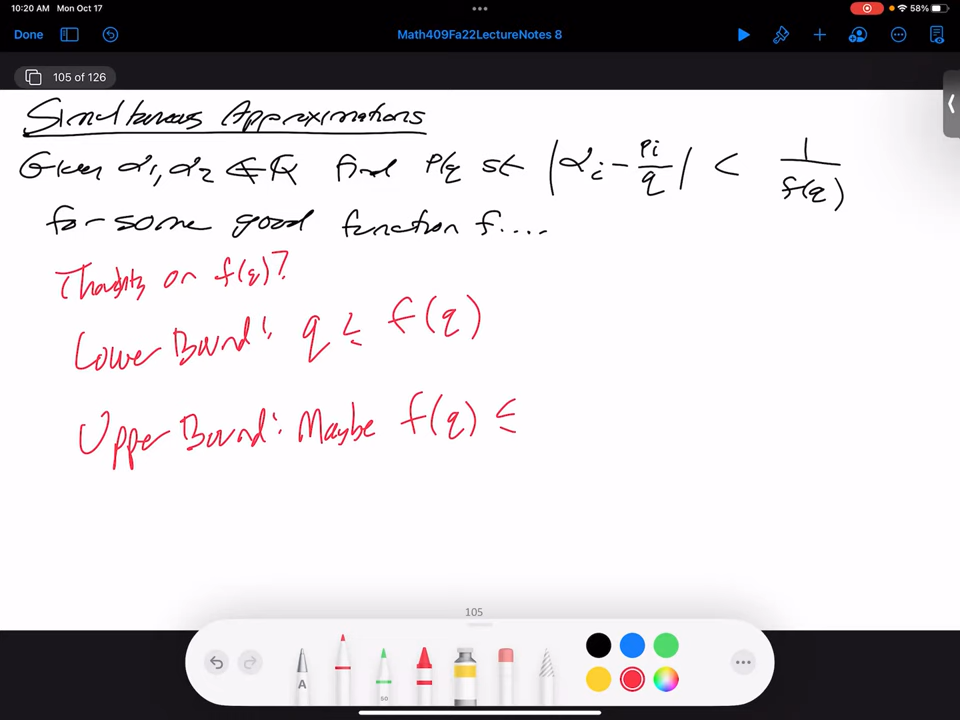 10:20 AM Mon Oct 17
58%
Done
Math409Fa22LectureNotes 8
105 of 126
Simultaneous Approximations
Given α1, α2 ∉ Q find P/q st |αi - pi/q| < 1/f(q)
for some good function f....
Thoughts on f(q)?
Lower Bound: q ≤ f(q)
Upper Bound: Maybe f(q) ≤
105
A
50